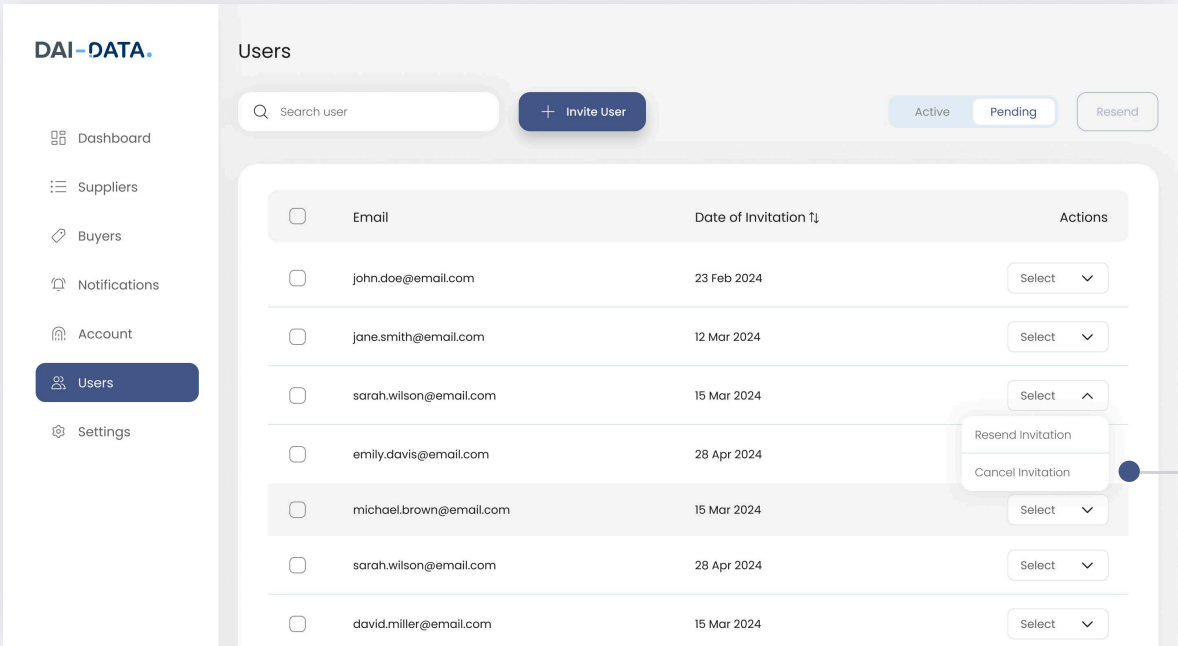 DAI-DATA.
Users
Search user
+ Invite User
Active Pending Resend
Dashboard
Suppliers
Buyers
Notifications
Account
Users
Settings
Email Date of Invitation Actions
john.doe@email.com 23 Feb 2024 Select
jane.smith@email.com 12 Mar 2024 Select
sarah.wilson@email.com 15 Mar 2024 Select
Resend Invitation
Cancel Invitation
emily.davis@email.com 28 Apr 2024
michael.brown@email.com 15 Mar 2024 Select
sarah.wilson@email.com 28 Apr 2024 Select
david.miller@email.com 15 Mar 2024 Select